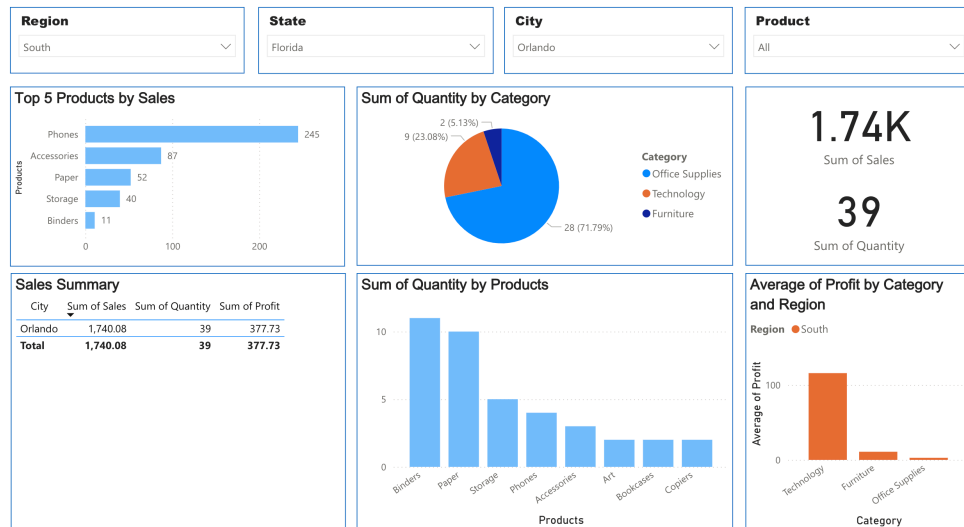 Region
South
State
Florida
City
Orlando
Product
All
Top 5 Products by Sales
Products
Phones 245
Accessories 87
Paper 52
Storage 40
Binders 11
0 100 200
Sum of Quantity by Category
2 (5.13%)
9 (23.08%)
28 (71.79%)
Category
Office Supplies
Technology
Furniture
1.74K
Sum of Sales
39
Sum of Quantity
Sales Summary
City Sum of Sales Sum of Quantity Sum of Profit
Orlando 1,740.08 39 377.73
Total 1,740.08 39 377.73
Sum of Quantity by Products
10
5
0
Binders Paper Storage Phones Accessories Art Bookcases Copiers
Products
Average of Profit by Category
and Region
Region South
Average of Profit
100
0
Technology Furniture Office Supplies
Category